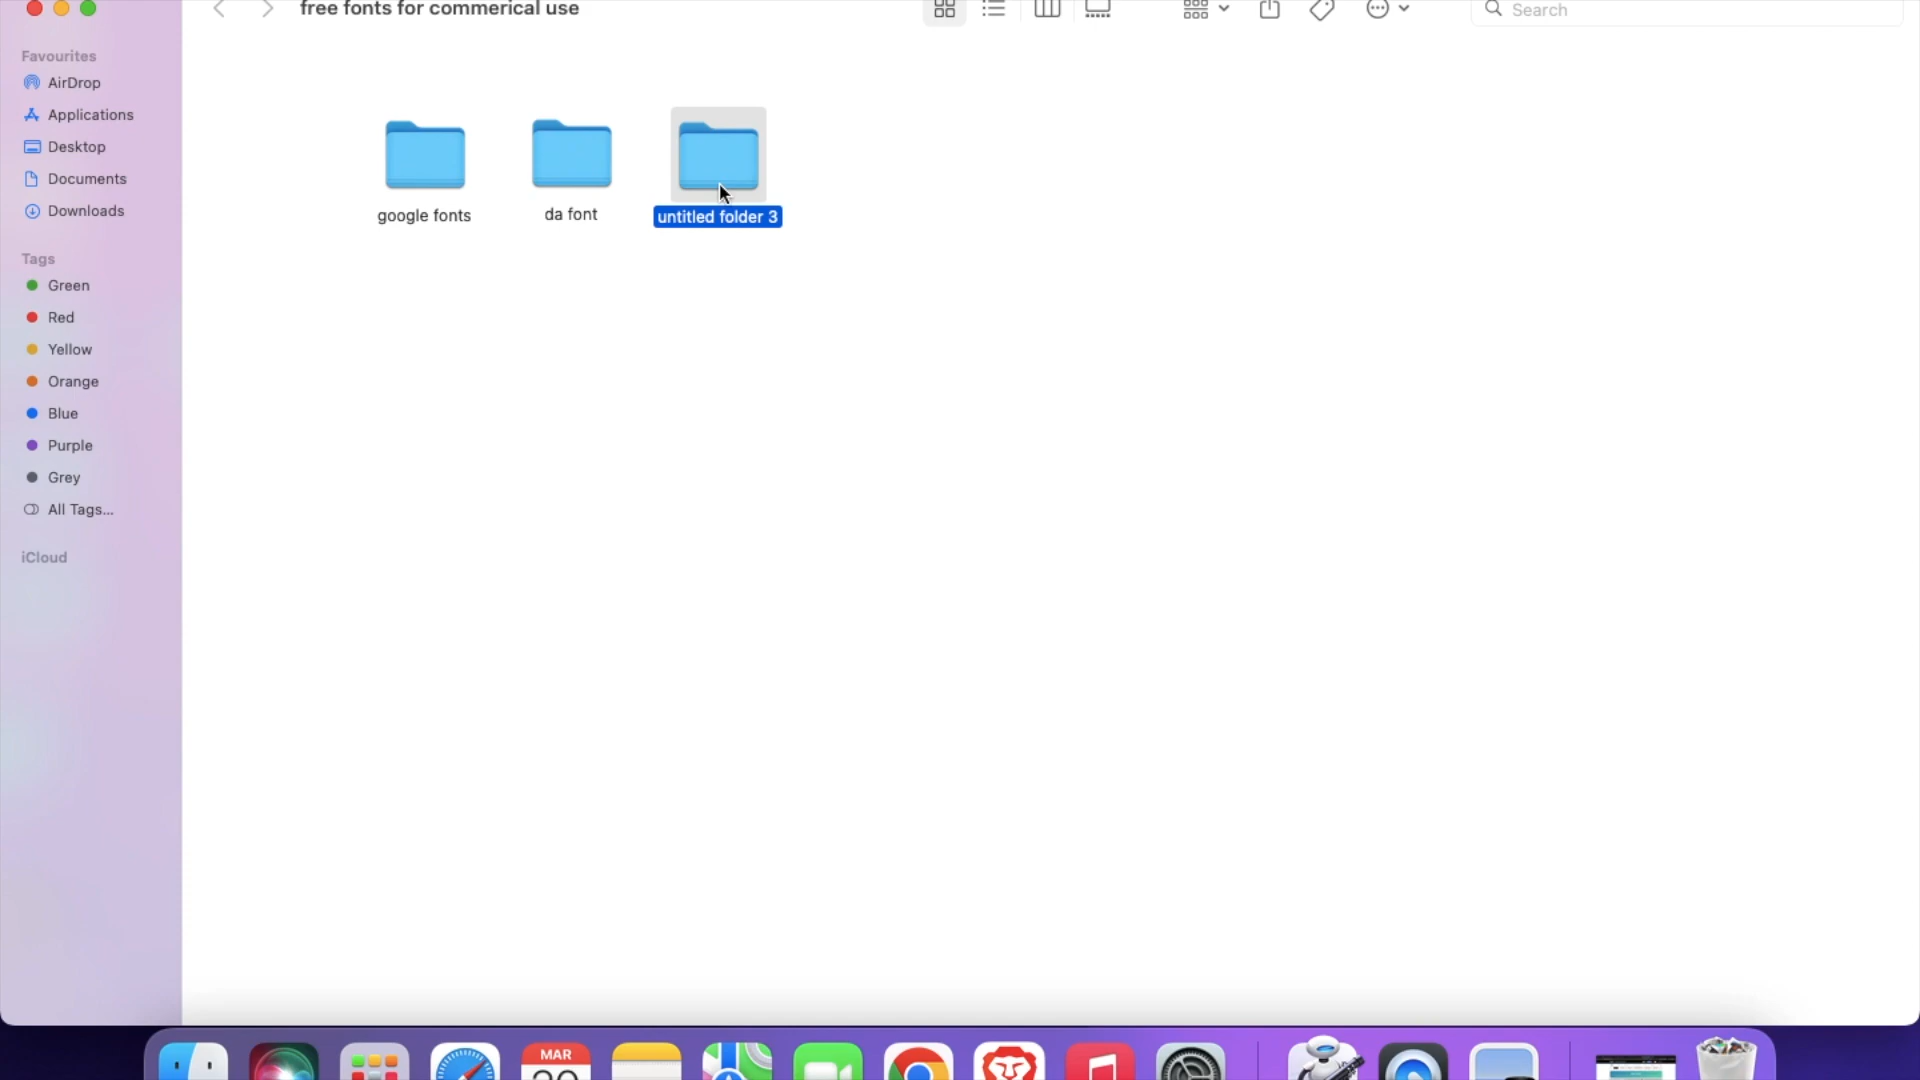 free fonts for commerical use
Search
Favourites
AirDrop
Applications
Desktop
Documents
Downloads
google fonts
da font
untitled folder 3
Tags
Green
Red
Yellow
Orange
Blue
Purple
Grey
All Tags...
iCloud
MAR